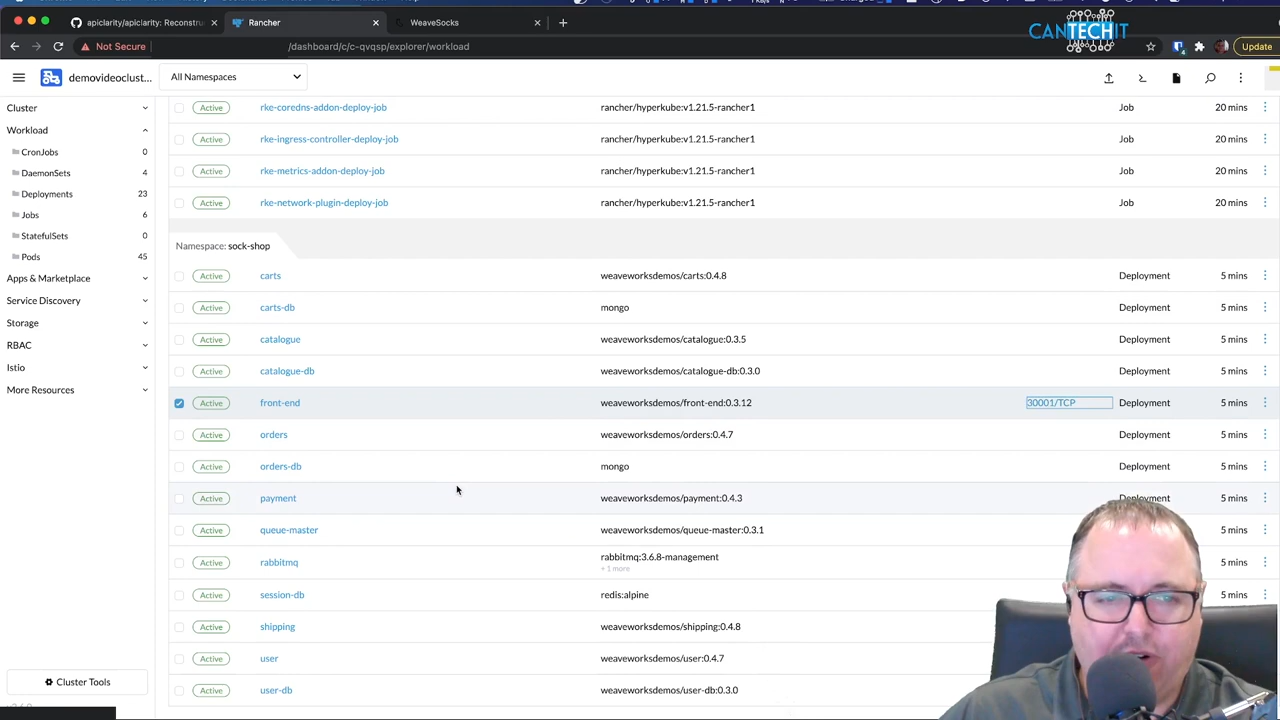 apiclarity/apiclarity: Reconstru
Rancher
WeaveSocks
Not Secure
/dashboard/c/c-qvqsp/explorer/workload
Update
CANTECHIT
demovideoclust...
All Namespaces
Cluster
Workload
CronJobs 0
DaemonSets 4
Deployments 23
Jobs 6
StatefulSets 0
Pods 45
Apps & Marketplace
Service Discovery
Storage
RBAC
Istio
More Resources
Cluster Tools
Active rke-coredns-addon-deploy-job rancher/hyperkube:v1.21.5-rancher1 Job 20 mins
Active rke-ingress-controller-deploy-job rancher/hyperkube:v1.21.5-rancher1 Job 20 mins
Active rke-metrics-addon-deploy-job rancher/hyperkube:v1.21.5-rancher1 Job 20 mins
Active rke-network-plugin-deploy-job rancher/hyperkube:v1.21.5-rancher1 Job 20 mins
Namespace: sock-shop
Active carts weaveworksdemos/carts:0.4.8 Deployment 5 mins
Active carts-db mongo Deployment 5 mins
Active catalogue weaveworksdemos/catalogue:0.3.5 Deployment 5 mins
Active catalogue-db weaveworksdemos/catalogue-db:0.3.0 Deployment 5 mins
Active front-end weaveworksdemos/front-end:0.3.12 30001/TCP Deployment 5 mins
Active orders weaveworksdemos/orders:0.4.7 Deployment 5 mins
Active orders-db mongo Deployment 5 mins
Active payment weaveworksdemos/payment:0.4.3 Deployment 5 mins
Active queue-master weaveworksdemos/queue-master:0.3.1 5 mins
Active rabbitmq rabbitmq:3.6.8-management 5 mins
+ 1 more
Active session-db redis:alpine 5 mins
Active shipping weaveworksdemos/shipping:0.4.8 5 mins
Active user weaveworksdemos/user:0.4.7 5 mins
Active user-db weaveworksdemos/user-db:0.3.0 5 mins